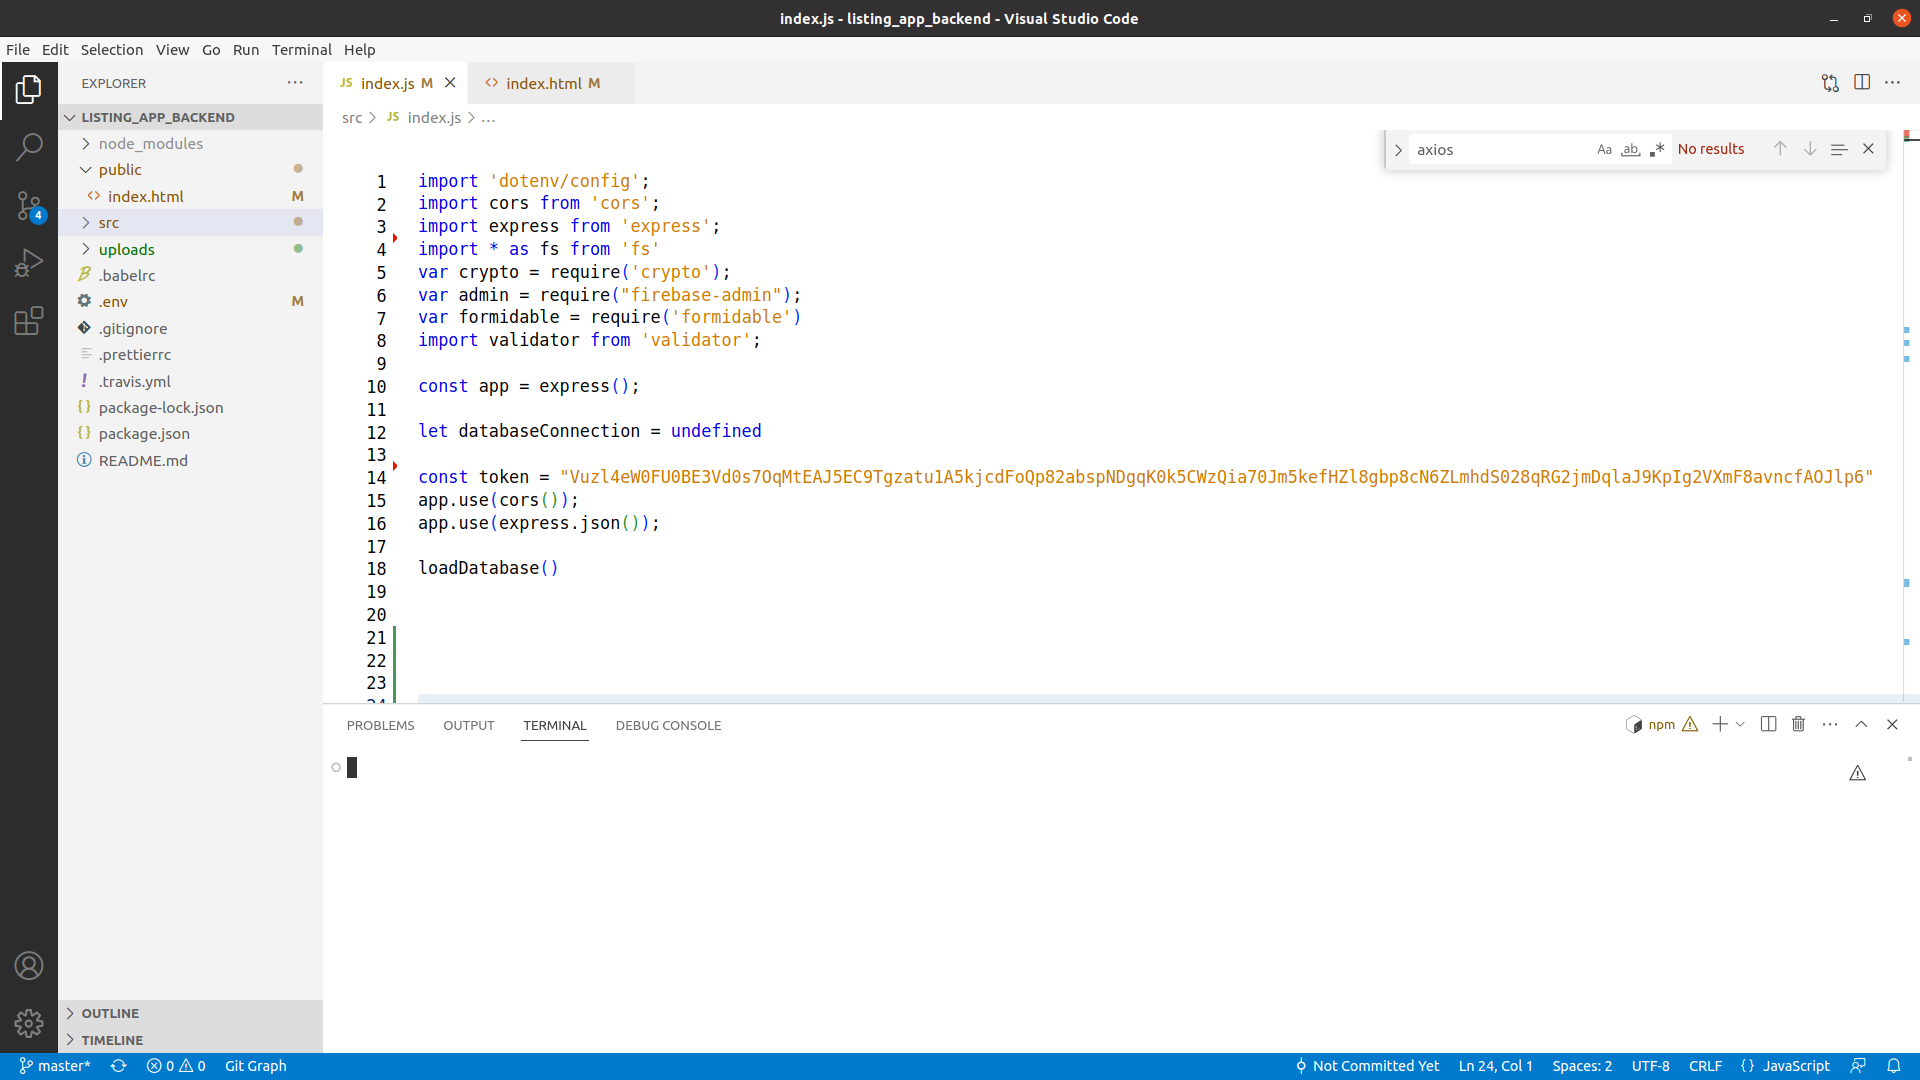 index.js - listing_app_backend - Visual Studio Code
File Edit Selection View Go Run Terminal Help
EXPLORER
LISTING_APP_BACKEND
node_modules
public
index.html M
src
uploads
.babelrc
.env M
.gitignore
.prettierrc
.travis.yml
package-lock.json
package.json
README.md
OUTLINE
TIMELINE
JS index.js M
index.html M
src > JS index.js > ...
axios Aa ab No results
1 import 'dotenv/config';
2 import cors from 'cors';
3 import express from 'express';
4 import * as fs from 'fs'
5 var crypto = require('crypto');
6 var admin = require("firebase-admin");
7 var formidable = require('formidable')
8 import validator from 'validator';
9
10 const app = express();
11
12 let databaseConnection = undefined
13
14 const token = "Vuzl4eW0FU0BE3Vd0s7OqMtEAJ5EC9Tgzatu1A5kjcdFoQp82abspNDgqK0k5CWzQia70Jm5kefHZl8gbp8cN6ZLmhdS028qRG2jmDqlaJ9KpIg2VXmF8avncfAOJlp6"
15 app.use(cors());
16 app.use(express.json());
17
18 loadDatabase()
19
20
21
22
23
24
PROBLEMS OUTPUT TERMINAL DEBUG CONSOLE
npm
4
master* 0 0 Git Graph
Not Committed Yet Ln 24, Col 1 Spaces: 2 UTF-8 CRLF {} JavaScript